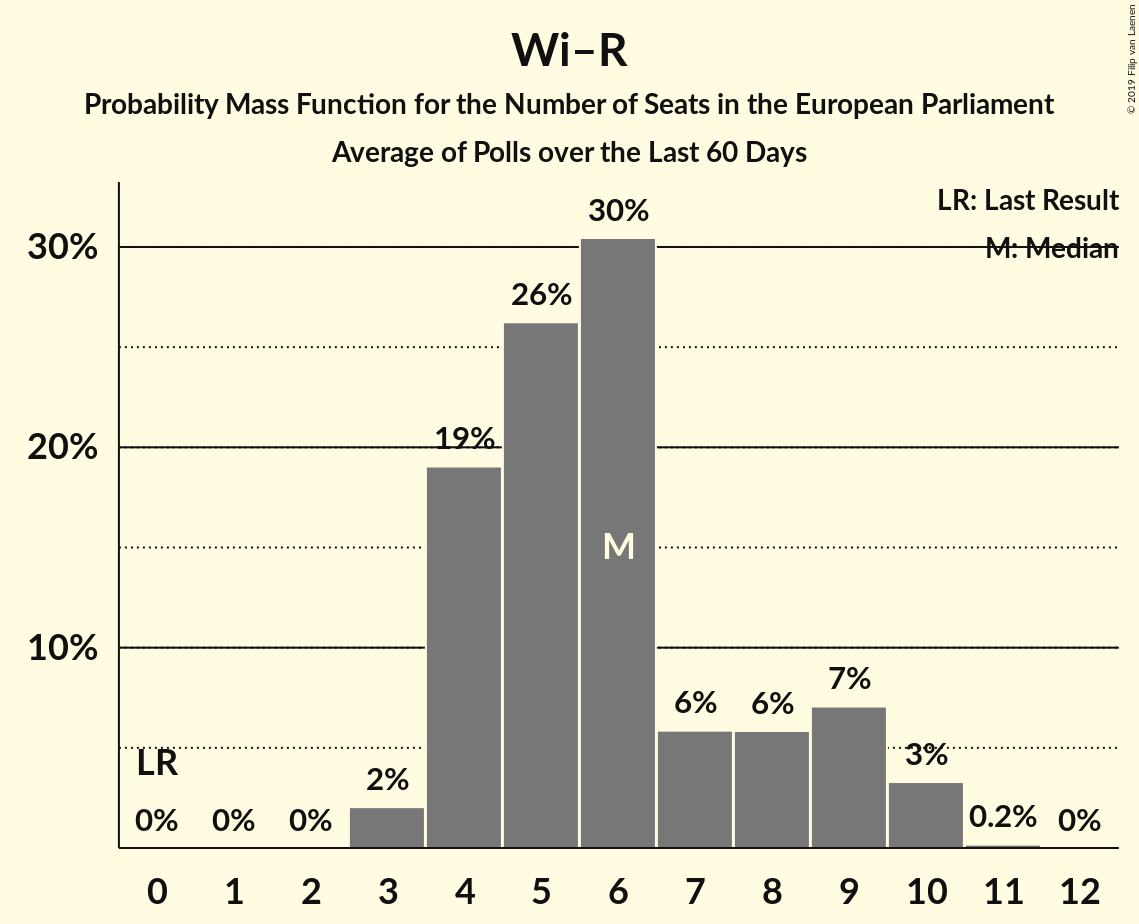 Wi–R
Probability Mass Function for the Number of Seats in the European Parliament
Average of Polls over the Last 60 Days
© 2019 Filip van Laenen
LR: Last Result
M: Median
30%
20%
10%
LR
0%
0%
0%
2%
19%
26%
30%
M
6%
6%
7%
3%
0.2%
0%
0 1 2 3 4 5 6 7 8 9 10 11 12